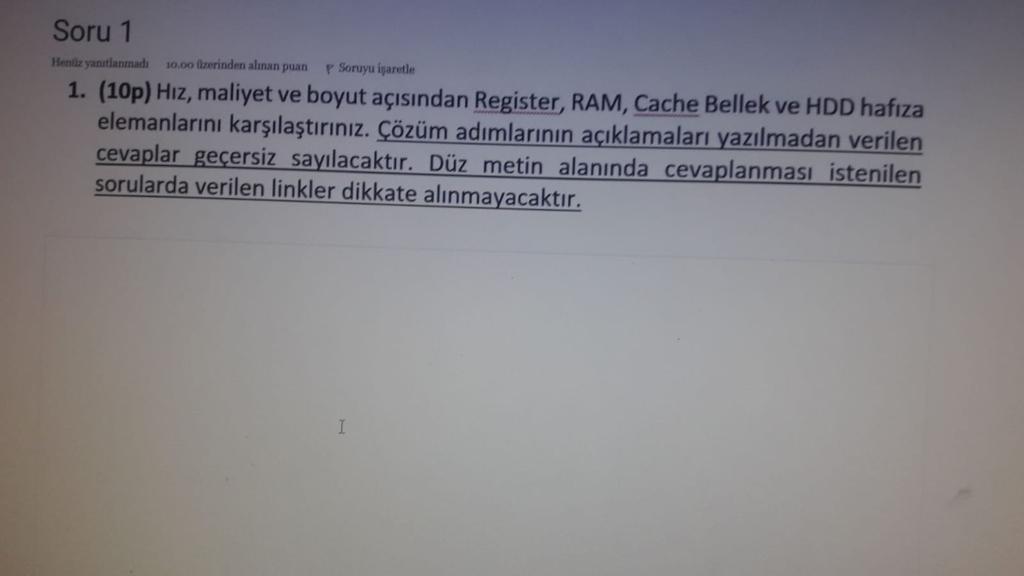 Soru 1
Henüz yanıtlanmadı 10.00 üzerinden alınan puan Soruyu işaretle
1. (10p) Hız, maliyet ve boyut açısından Register, RAM, Cache Bellek ve HDD hafıza
elemanlarını karşılaştırınız. Çözüm adımlarının açıklamaları yazılmadan verilen
cevaplar geçersiz sayılacaktır. Düz metin alanında cevaplanması istenilen
sorularda verilen linkler dikkate alınmayacaktır.